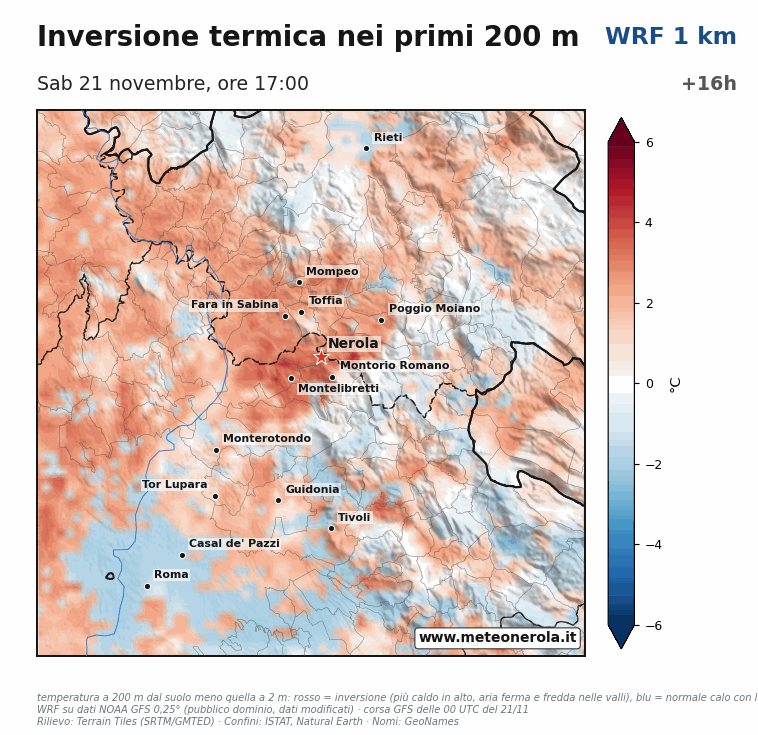 Inversione termica nei primi 200 m WRF 1 km
Sab 21 novembre, ore 17:00 +16h
Rieti
Mompeo
Toffia
Fara in Sabina
Poggio Moiano
Nerola
Montorio Romano
Montelibretti
Monterotondo
Tor Lupara
Guidonia
Tivoli
Casal de' Pazzi
Roma
www.meteonerola.it
6
4
2
0
−2
−4
−6
°C
temperatura a 200 m dal suolo meno quella a 2 m: rosso = inversione (più caldo in alto, aria ferma e fredda nelle valli), blu = normale calo con l
WRF su dati NOAA GFS 0,25° (pubblico dominio, dati modificati) · corsa GFS delle 00 UTC del 21/11
Rilievo: Terrain Tiles (SRTM/GMTED) · Confini: ISTAT, Natural Earth · Nomi: GeoNames